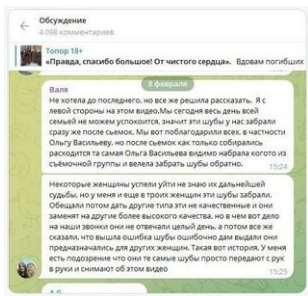 Обсуждение
4 098 комментариев
Топор 18+
«Правда, спасибо большое! От чистого сердца». Вдовам погибших
8 февраля
Валя
Не хотела до последнего, но все же решила рассказать. Я с
левой стороны на этом видео.Мы сегодня весь день всей
семьей не можем успокоится, значит эти шубы у нас забрали
сразу же после съемок. Мы вот поблагодарили всех, в частности
Ольгу Васильеву, но после съемок как только собирались
расходится та самая Ольга Васильева видимо набрала когото из
съёмочной группы и велела забрать шубы обратно.
15:24
Некоторые женщины успели уйти не знаю их дальнейшей
судьбы, но у меня и еще в троих женщин эти шубы забрали.
Обещали потом дать другие типа эти не качественные и они
заменят на другие более высокого качества, но в чем вот дело
на наши звонки они не отвечали целый день, а потом все же
сказали, что вышла ошибка шубы ошибочно дам выдали они
предназначались для других женщин. Такая вот история. У меня
есть подозрение что они те самые шубы просто передают с рук
в руки и снимают об этом видео
15:25